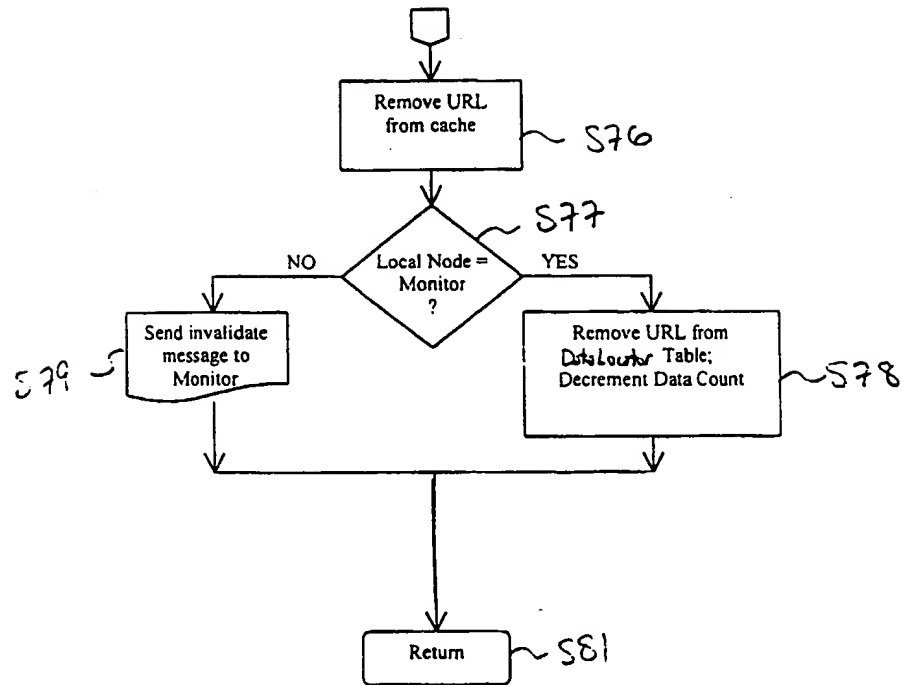 Remove URL
from cache
S76
S77
NO
Local Node =
Monitor
?
YES
Send invalidate
message to
Monitor
S79
Remove URL from
DataLocator Table;
Decrement Data Count
S78
Return
S81